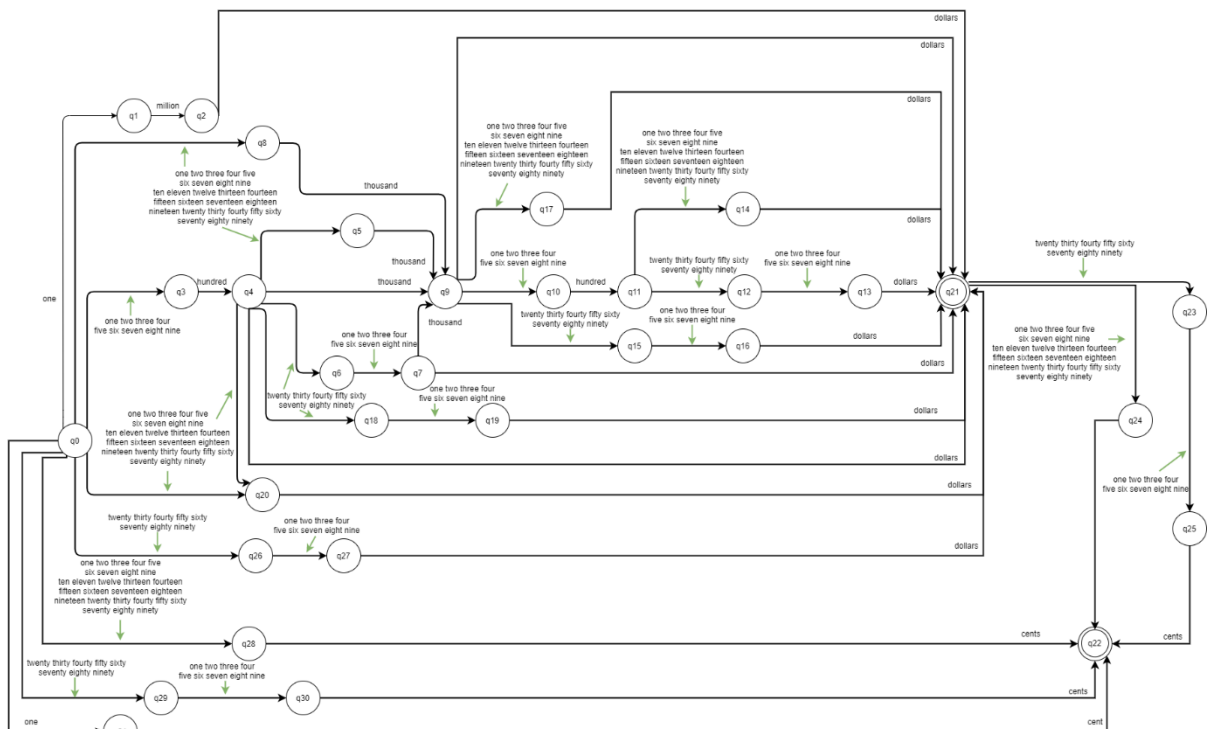 dollars
dollars
dollars
million
q1
q2
q8
one two three four five
six seven eight nine
ten eleven twelve thirteen fourteen
fifteen sixteen seventeen eighteen
nineteen twenty thirty fourty fifty sixty
seventy eighty ninety
one two three four five
six seven eight nine
ten eleven twelve thirteen fourteen
fifteen sixteen seventeen eighteen
nineteen twenty thirty fourty fifty sixty
seventy eighty ninety
one two three four five
six seven eight nine
ten eleven twelve thirteen fourteen
fifteen sixteen seventeen eighteen
nineteen twenty thirty fourty fifty sixty
seventy eighty ninety
thousand
q17
q14
dollars
q5
thousand
one
q3
hundred
q4
thousand
q9
one two three four
five six seven eight nine
q10
hundred
q11
twenty thirty fourty fifty sixty
seventy eighty ninety
q12
one two three four
five six seven eight nine
q13
dollars
q21
twenty thirty fourty fifty sixty
seventy eighty ninety
q23
one two three four
five six seven eight nine
thousand
twenty thirty fourty fifty sixty
seventy eighty ninety
q15
one two three four
five six seven eight nine
q16
dollars
one two three four five
six seven eight nine
ten eleven twelve thirteen fourteen
fifteen sixteen seventeen eighteen
nineteen twenty thirty fourty fifty sixty
seventy eighty ninety
q6
one two three four
five six seven eight nine
q7
dollars
twenty thirty fourty fifty sixty
seventy eighty ninety
q18
one two three four
five six seven eight nine
q19
dollars
q24
q0
one two three four five
six seven eight nine
ten eleven twelve thirteen fourteen
fifteen sixteen seventeen eighteen
nineteen twenty thirty fourty fifty sixty
seventy eighty ninety
dollars
q20
dollars
one two three four
five six seven eight nine
q25
twenty thirty fourty fifty sixty
seventy eighty ninety
q26
one two three four
five six seven eight nine
q27
dollars
one two three four five
six seven eight nine
ten eleven twelve thirteen fourteen
fifteen sixteen seventeen eighteen
nineteen twenty thirty fourty fifty sixty
seventy eighty ninety
q28
cents
q22
cents
twenty thirty fourty fifty sixty
seventy eighty ninety
q29
one two three four
five six seven eight nine
q30
cents
one
cent